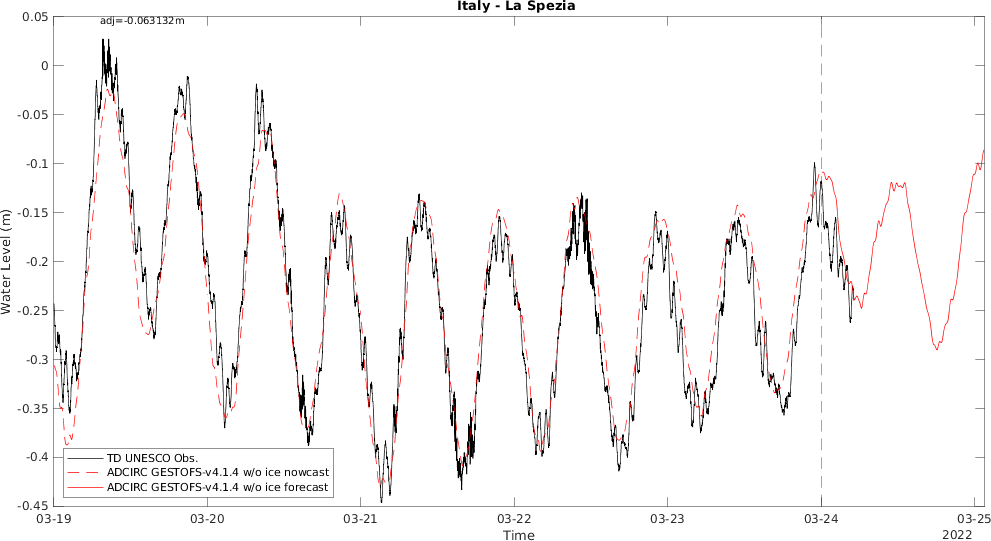 Italy - La Spezia
adj=-0.063132m
0.05
0
-0.05
-0.1
-0.15
-0.2
-0.25
-0.3
-0.35
-0.4
-0.45
Water Level (m)
TD UNESCO Obs.
ADCIRC GESTOFS-v4.1.4 w/o ice nowcast
ADCIRC GESTOFS-v4.1.4 w/o ice forecast
03-19 03-20 03-21 03-22 03-23 03-24 03-25
Time
2022